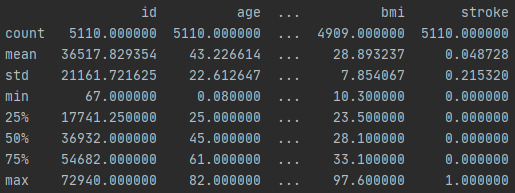 id age ... bmi stroke
count 5110.000000 5110.000000 ... 4909.000000 5110.000000
mean 36517.829354 43.226614 ... 28.893237 0.048728
std 21161.721625 22.612647 ... 7.854067 0.215320
min 67.000000 0.080000 ... 10.300000 0.000000
25% 17741.250000 25.000000 ... 23.500000 0.000000
50% 36932.000000 45.000000 ... 28.100000 0.000000
75% 54682.000000 61.000000 ... 33.100000 0.000000
max 72940.000000 82.000000 ... 97.600000 1.000000